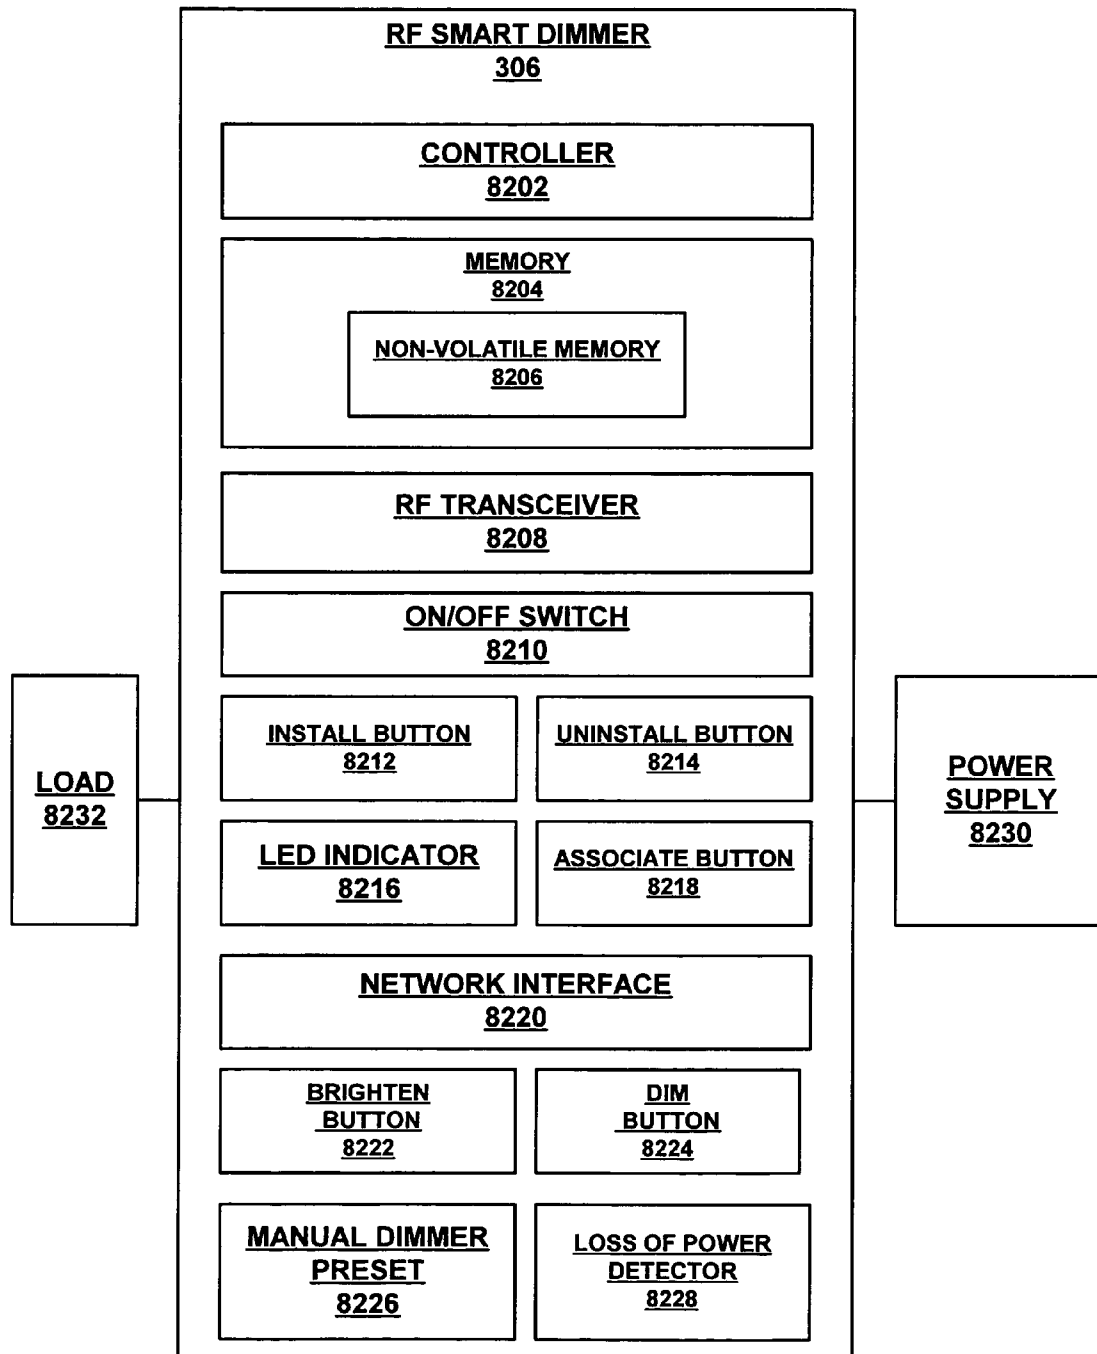 RF SMART DIMMER
306
CONTROLLER
8202
MEMORY
8204
NON-VOLATILE MEMORY
8206
RF TRANSCEIVER
8208
ON/OFF SWITCH
8210
INSTALL BUTTON
8212
UNINSTALL BUTTON
8214
LED INDICATOR
8216
ASSOCIATE BUTTON
8218
LOAD
8232
POWER
SUPPLY
8230
NETWORK INTERFACE
8220
BRIGHTEN
BUTTON
8222
DIM
BUTTON
8224
MANUAL DIMMER
PRESET
8226
LOSS OF POWER
DETECTOR
8228